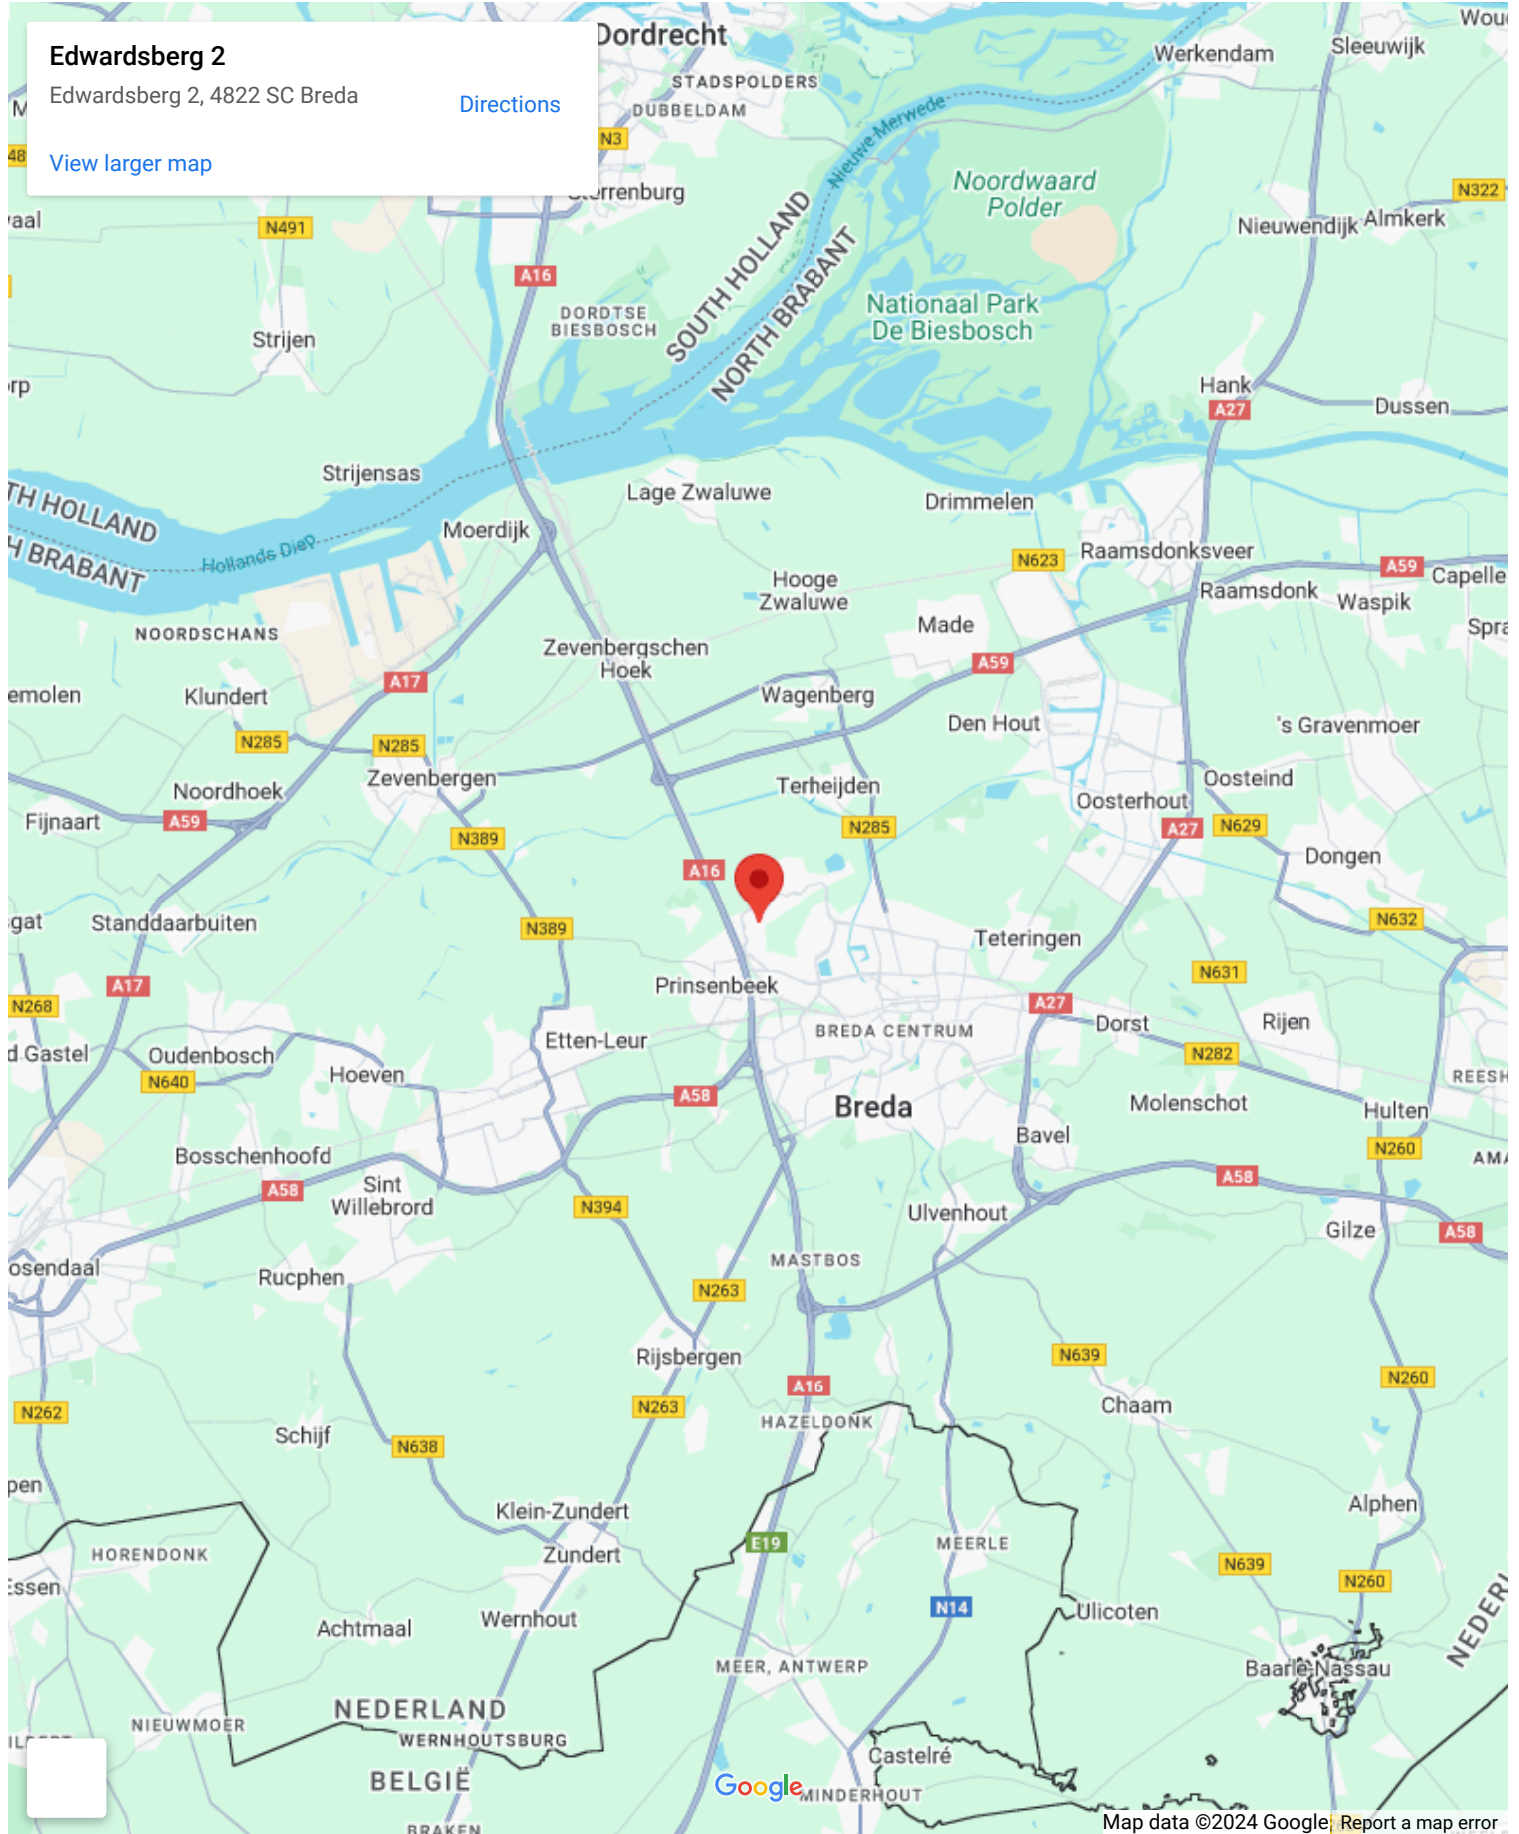 Edwardsberg 2
Edwardsberg 2, 4822 SC Breda
Directions
View larger map
Dordrecht
STADSPOLDERS
DUBBELDAM
Werkendam
Sleeuwijk
N3
Nieuwe Merwede
Noordwaard
Polder
N322
N491
Nieuwendijk
Almkerk
A16
SOUTH HOLLAND
NORTH BRABANT
DORDTSE
BIESBOSCH
Nationaal Park
De Biesbosch
Strijen
Hank
A27
Dussen
Strijensas
Lage Zwaluwe
Drimmelen
Moerdijk
Hollands Diep
HOLLAND
BRABANT
N623
Raamsdonksveer
A59
Capelle
Hooge
Zwaluwe
Raamsdonk
Waspik
NOORDSCHANS
Made
Zevenbergschen
Hoek
A59
A17
Klundert
Wagenberg
Den Hout
's Gravenmoer
N285
N285
Zevenbergen
Terheijden
Oosteind
Noordhoek
Oosterhout
Fijnaart
A59
N389
N285
A27
N629
Dongen
A16
Standdaarbuiten
N389
Teteringen
N632
A17
Prinsenbeek
N631
N268
A27
Dorst
Rijen
BREDA CENTRUM
Etten-Leur
Oudenbosch
N640
Hoeven
N282
A58
Breda
Molenschot
Hulten
Bavel
N260
Bosschenhoofd
A58
Sint
Willebrord
A58
N394
Ulvenhout
Gilze
A58
MASTBOS
Rucphen
N263
Rijsbergen
N639
A16
N260
N262
N263
HAZELDONK
Chaam
Schijf
N638
Klein-Zundert
Alphen
E19
MEERLE
HORENDONK
Zundert
N639
N260
N14
Ulicoten
Achtmaal
Wernhout
MEER, ANTWERP
Baarle-Nassau
NEDERLAND
NIEUWMOER
WERNHOUTSBURG
Castelré
BELGIË
Google
MINDERHOUT
Map data ©2024 Google
Report a map error